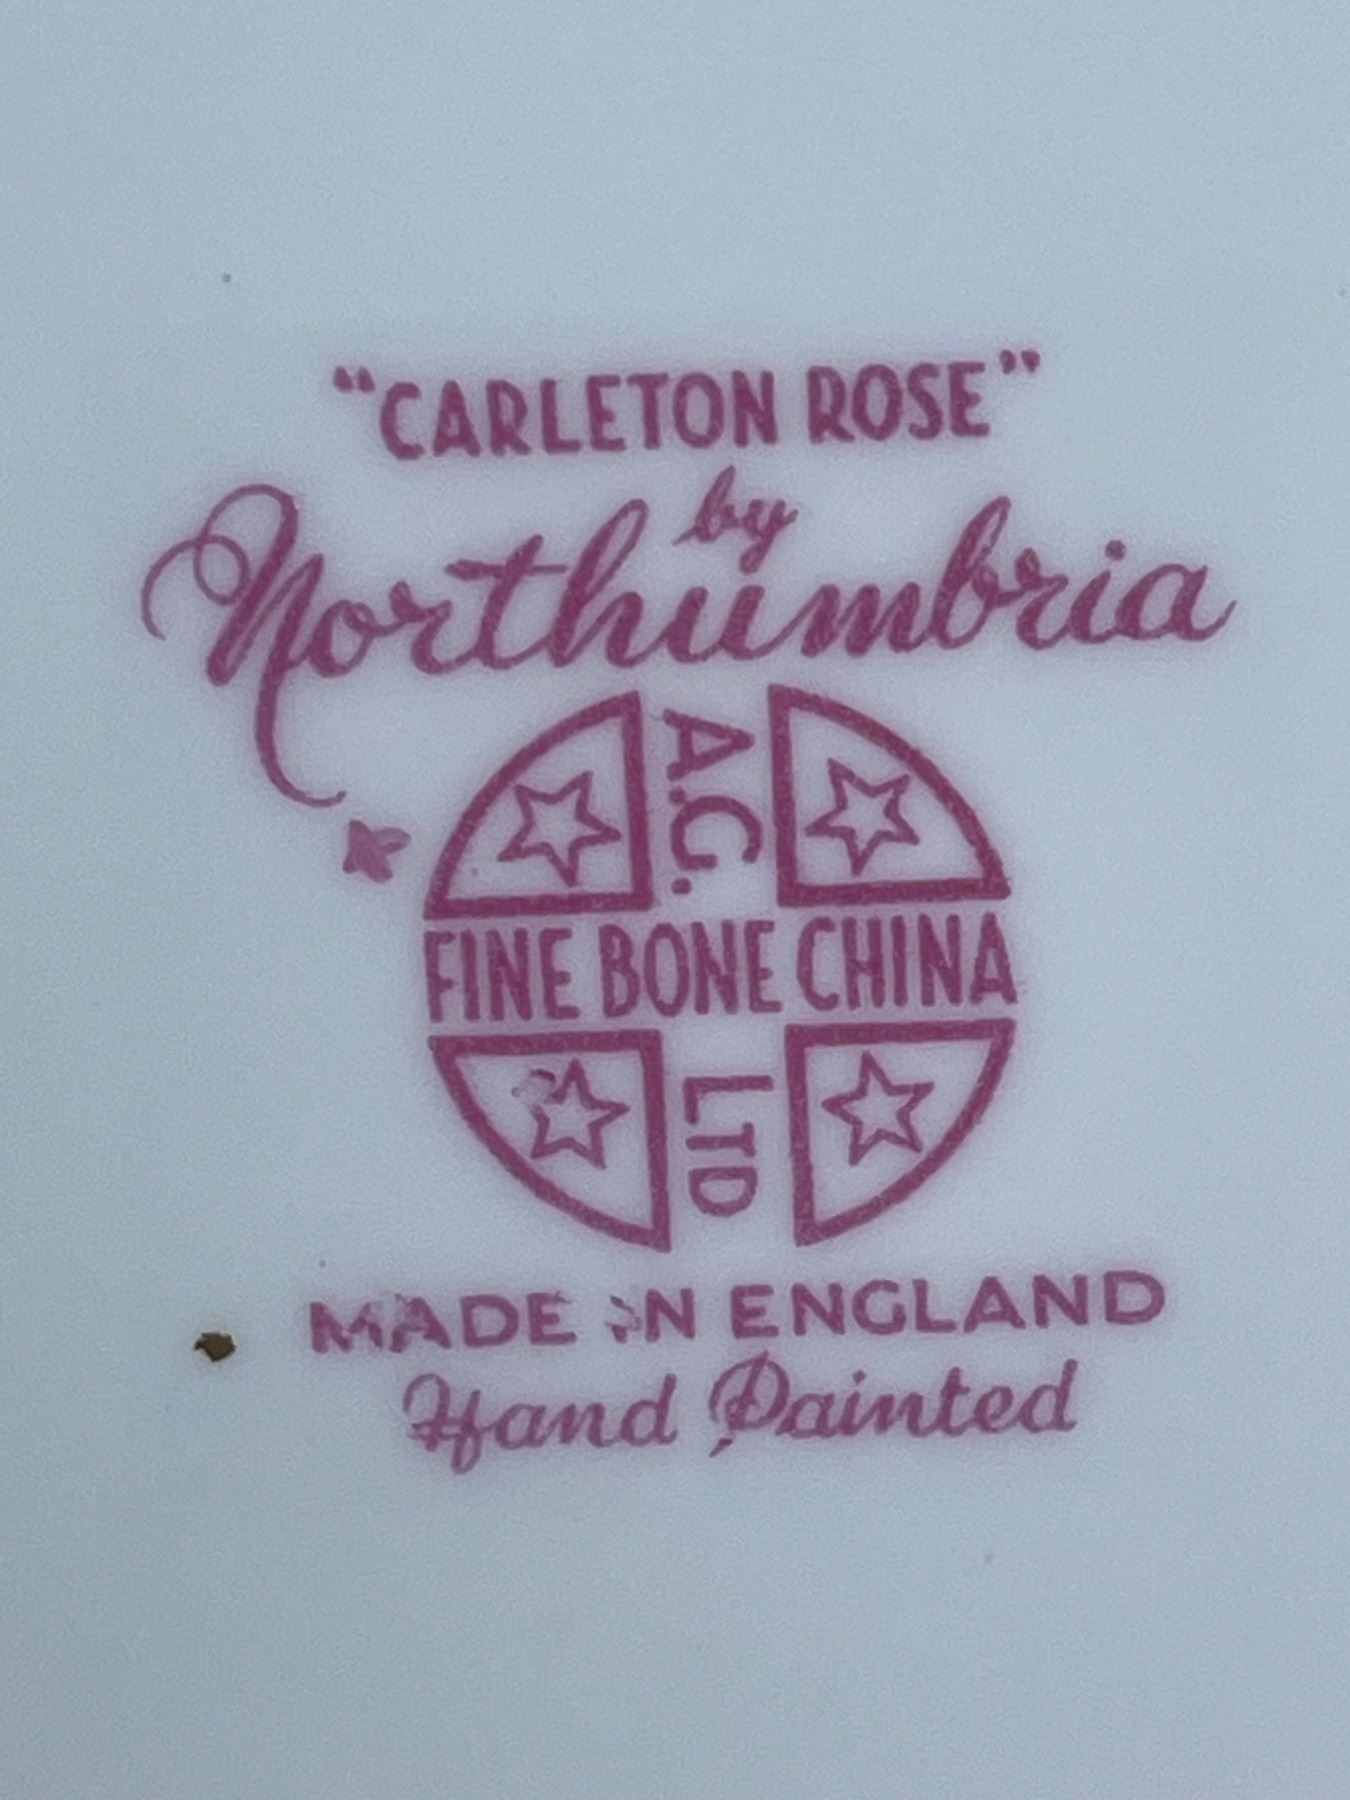 "CARLETON ROSE"
by
Northumbria
A.C.
FINE BONE CHINA
LTD
MADE IN ENGLAND
Hand Painted